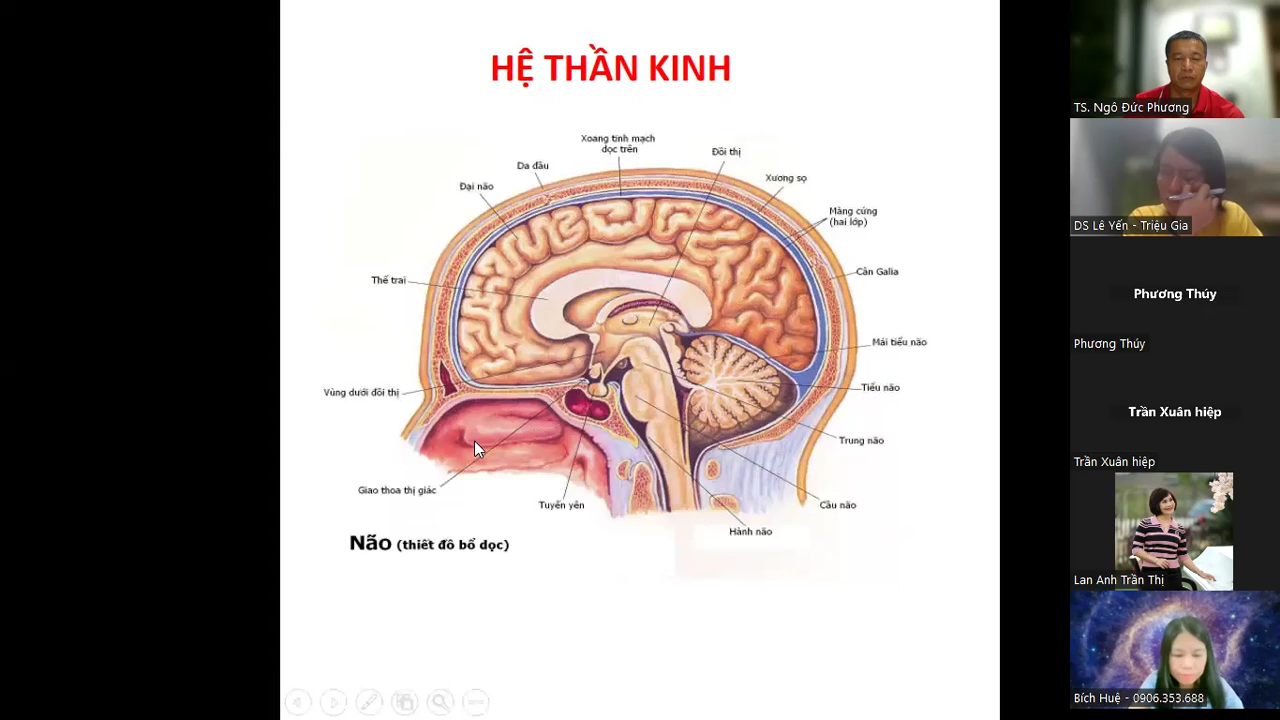 HỆ THẦN KINH
Xoang tĩnh mạch
dọc trên
Đồi thị
Da đầu
Xương sọ
Đại não
Màng cứng
(hai lớp)
Cân Galia
Thể trai
Mái tiểu não
Tiểu não
Vùng dưới đồi thị
Trung não
Giao thoa thị giác
Tuyến yên
Cầu não
Hành não
Não (thiết đồ bổ dọc)
TS. Ngô Đức Phương
DS Lê Yến - Triệu Gia
Phương Thúy
Phương Thúy
Trần Xuân hiệp
Trần Xuân hiệp
Lan Anh Trần Thị
Bích Huệ - 0906.353.688